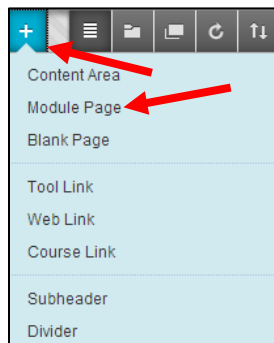 Content Area
Module Page
Blank Page
Tool Link
Web Link
Course Link
Subheader
Divider